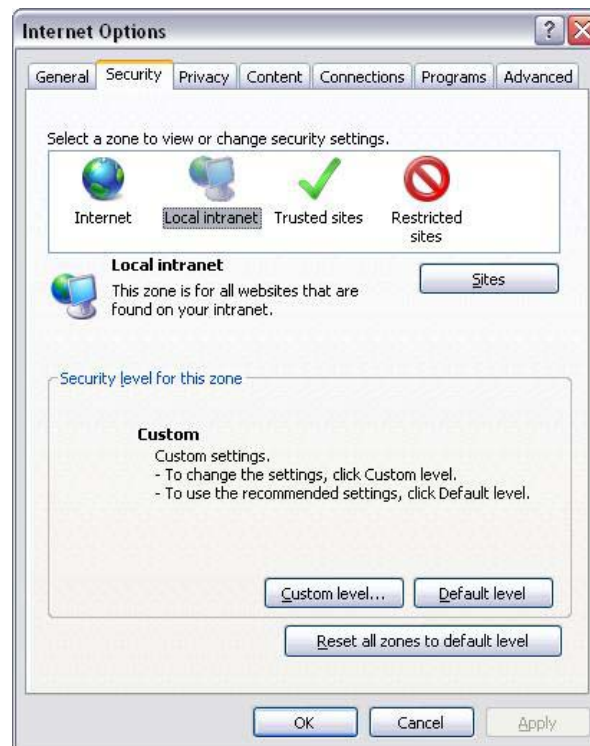 Internet Options
General Security Privacy Content Connections Programs Advanced
Select a zone to view or change security settings.
Internet Local intranet Trusted sites Restricted
sites
Local intranet
This zone is for all websites that are
found on your intranet.
Sites
Security level for this zone
Custom
Custom settings.
- To change the settings, click Custom level.
- To use the recommended settings, click Default level.
Custom level... Default level
Reset all zones to default level
OK Cancel Apply